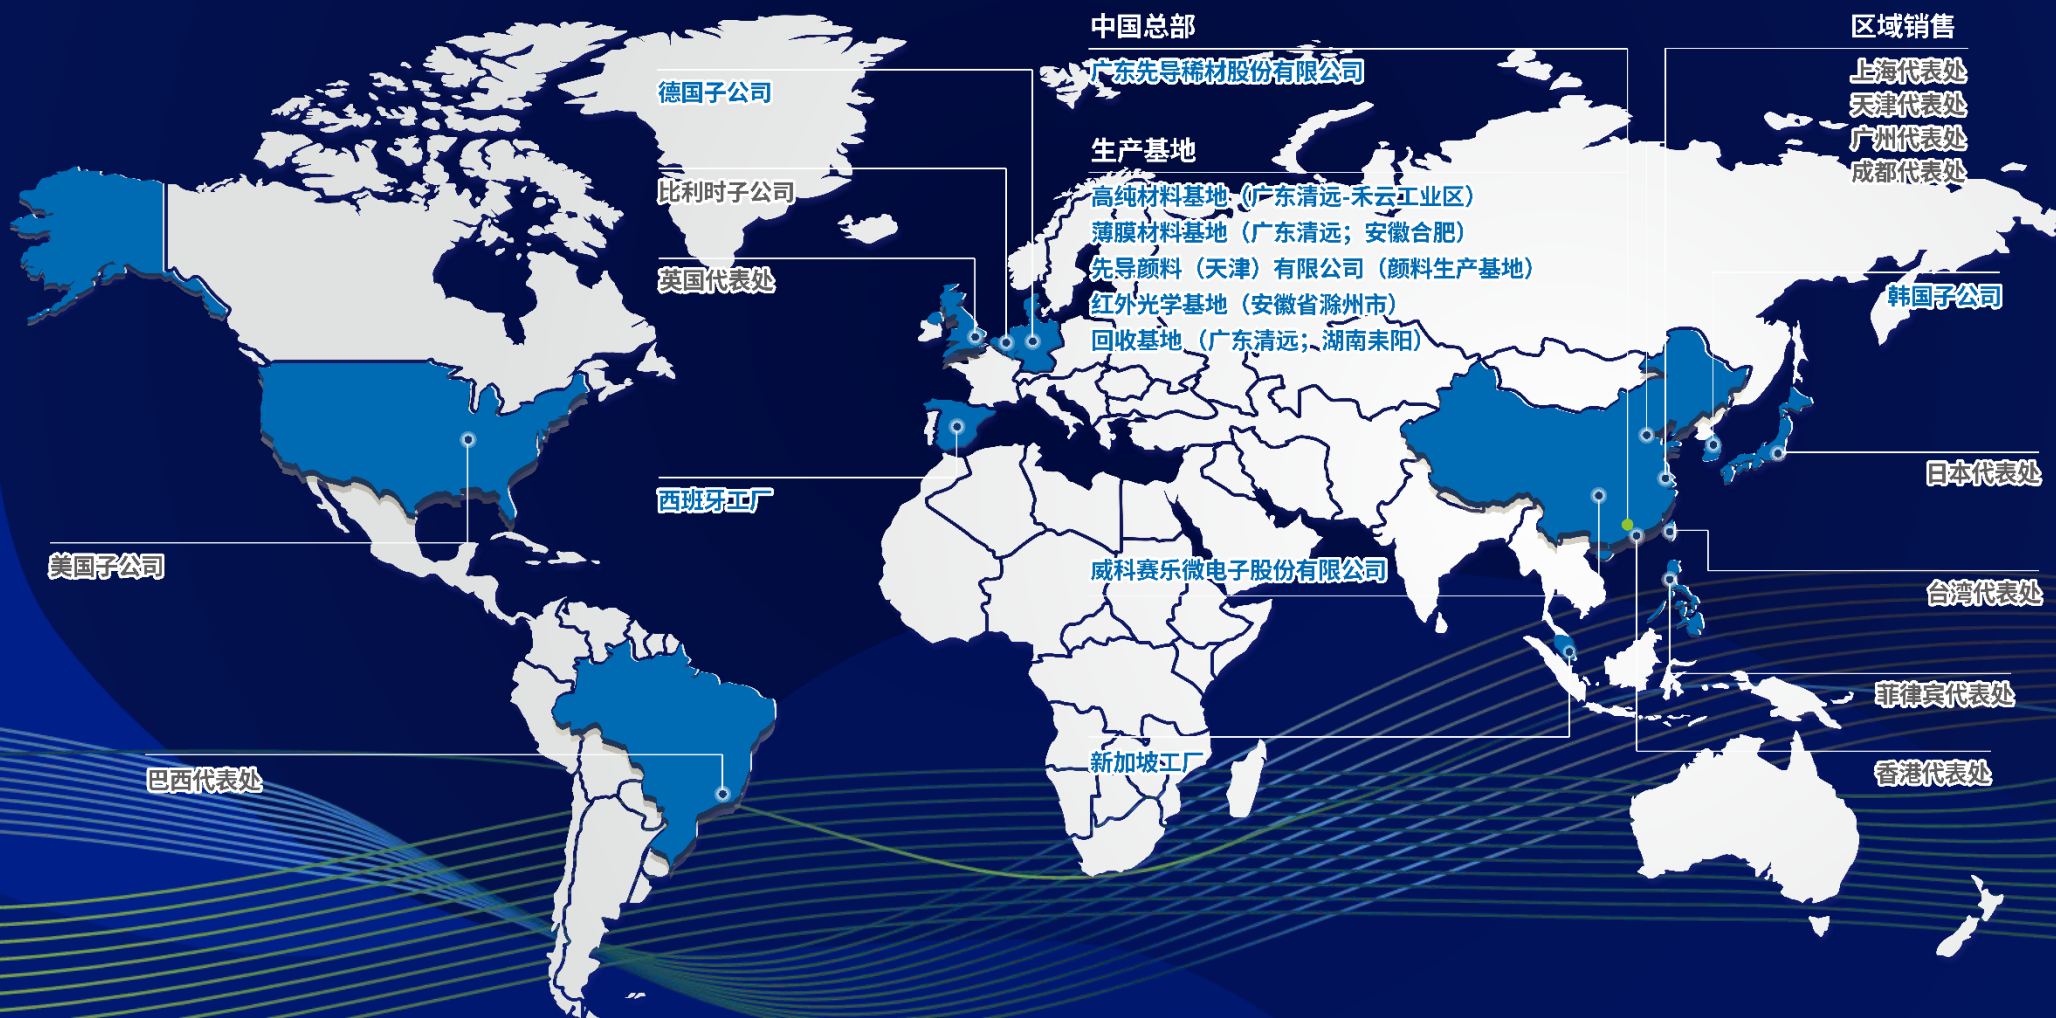 中国总部
广东先导稀材股份有限公司
生产基地
高纯材料基地（广东清远-禾云工业区）
薄膜材料基地（广东清远；安徽合肥）
先导颜料（天津）有限公司（颜料生产基地）
红外光学基地（安徽省滁州市）
回收基地（广东清远；湖南耒阳）
区域销售
上海代表处
天津代表处
广州代表处
成都代表处
德国子公司
比利时子公司
英国代表处
韩国子公司
日本代表处
西班牙工厂
美国子公司
威科赛乐微电子股份有限公司
台湾代表处
菲律宾代表处
新加坡工厂
香港代表处
巴西代表处